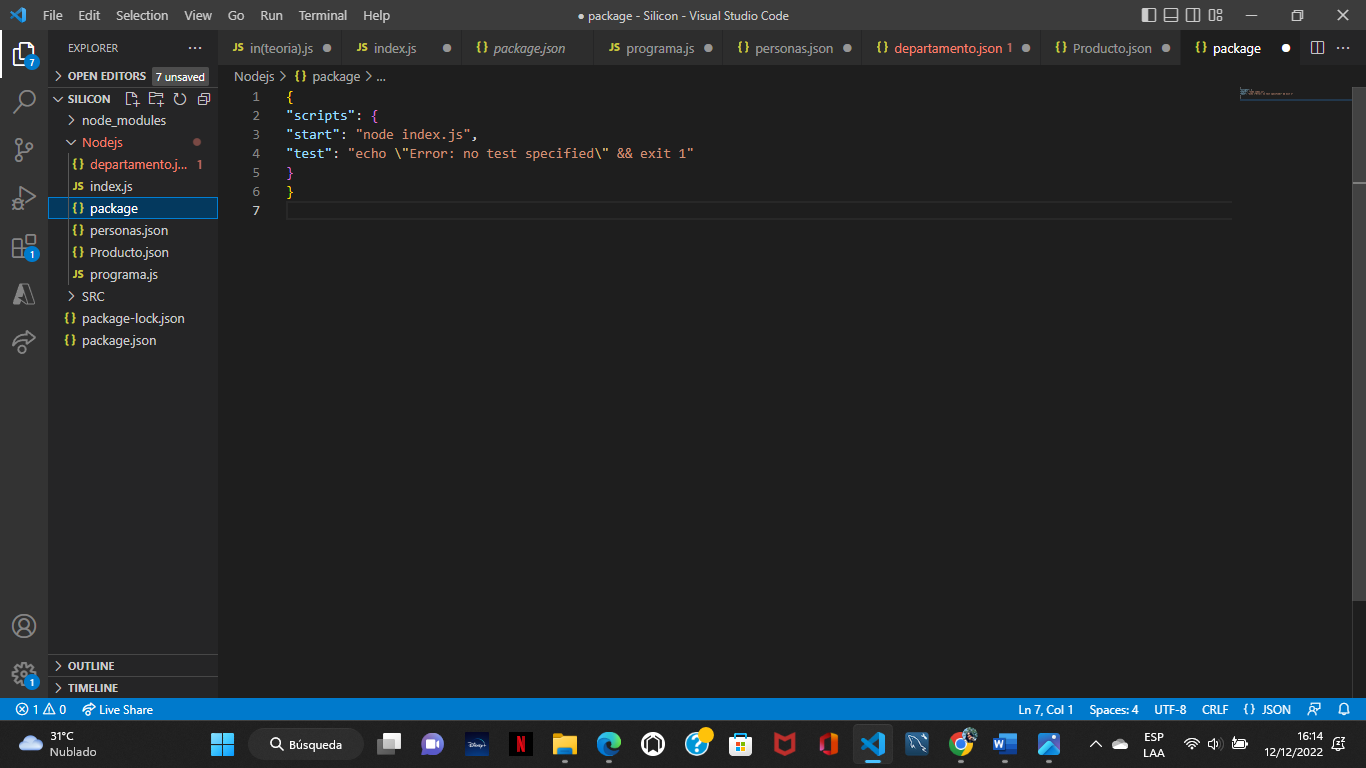 File Edit Selection View Go Run Terminal Help
● package - Silicon - Visual Studio Code
EXPLORER
in(teoria).js
index.js
package.json
programa.js
personas.json
departamento.json 1
Producto.json
package
OPEN EDITORS 7 unsaved
Nodejs > package > ...
SILICON
node_modules
Nodejs
departamento.j... 1
index.js
package
personas.json
Producto.json
programa.js
SRC
package-lock.json
package.json
1 {
2 "scripts": {
3 "start": "node index.js",
4 "test": "echo \"Error: no test specified\" && exit 1"
5 }
6 }
7
7
1
1
OUTLINE
TIMELINE
1 0 Live Share
Ln 7, Col 1 Spaces: 4 UTF-8 CRLF {} JSON
31°C
Nublado
Búsqueda
Disney+
N
W
ESP
LAA
16:14
12/12/2022